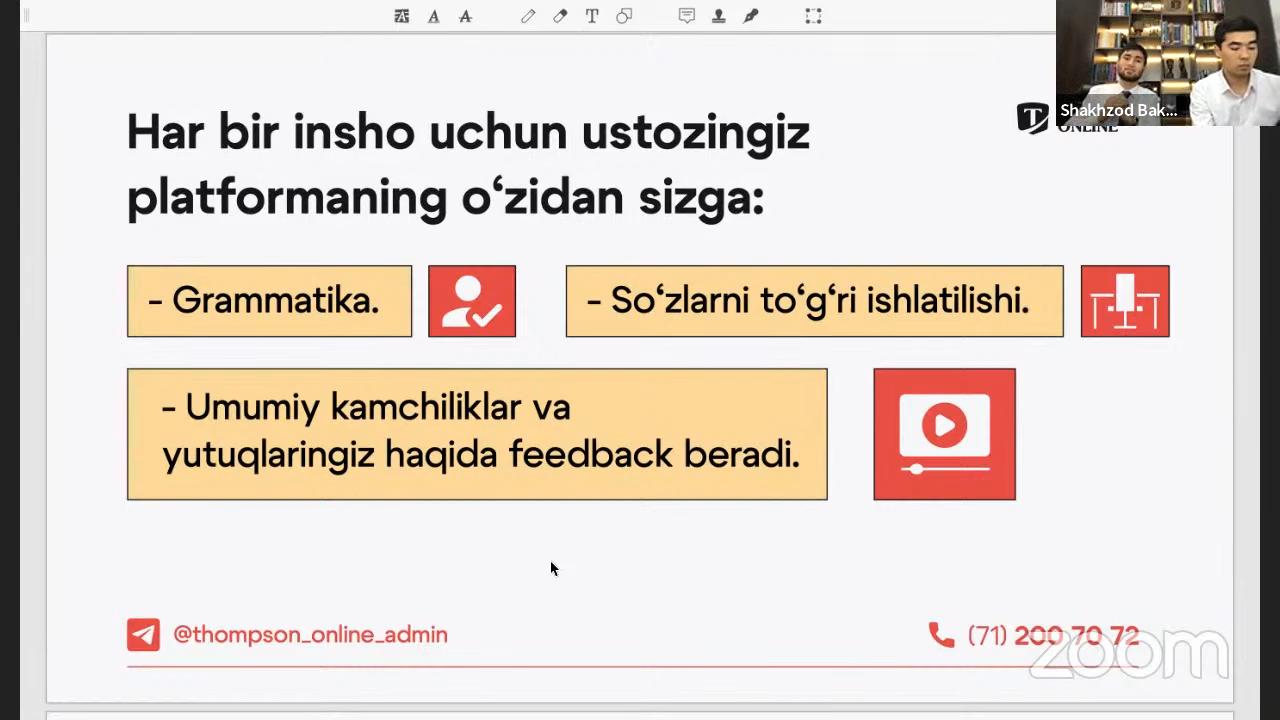 Shakhzod Bak...
ONLINE
Har bir insho uchun ustozingiz
platformaning o‘zidan sizga:
- Grammatika.
- So‘zlarni to‘g‘ri ishlatilishi.
- Umumiy kamchiliklar va
yutuqlaringiz haqida feedback beradi.
@thompson_online_admin
(71) 200 70 72
zoom